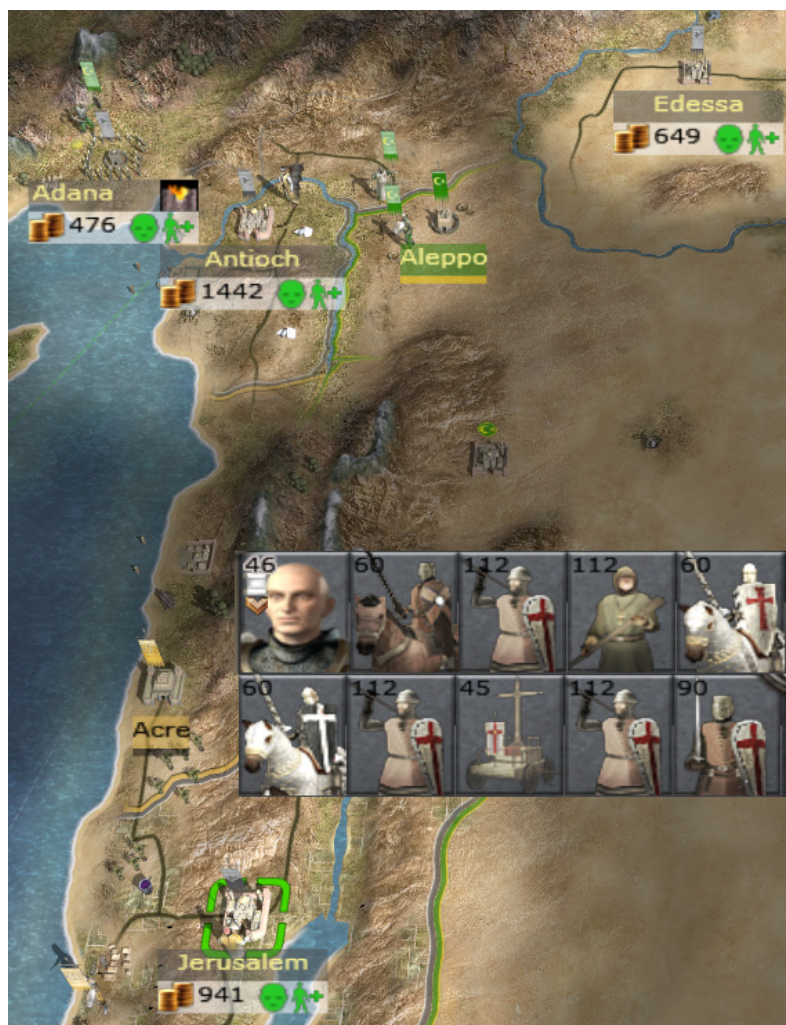 Edessa
649
Adana
476
Antioch
1442
Aleppo
46 60 112 112 60
60 112 45 112 90
Acre
Jerusalem
941